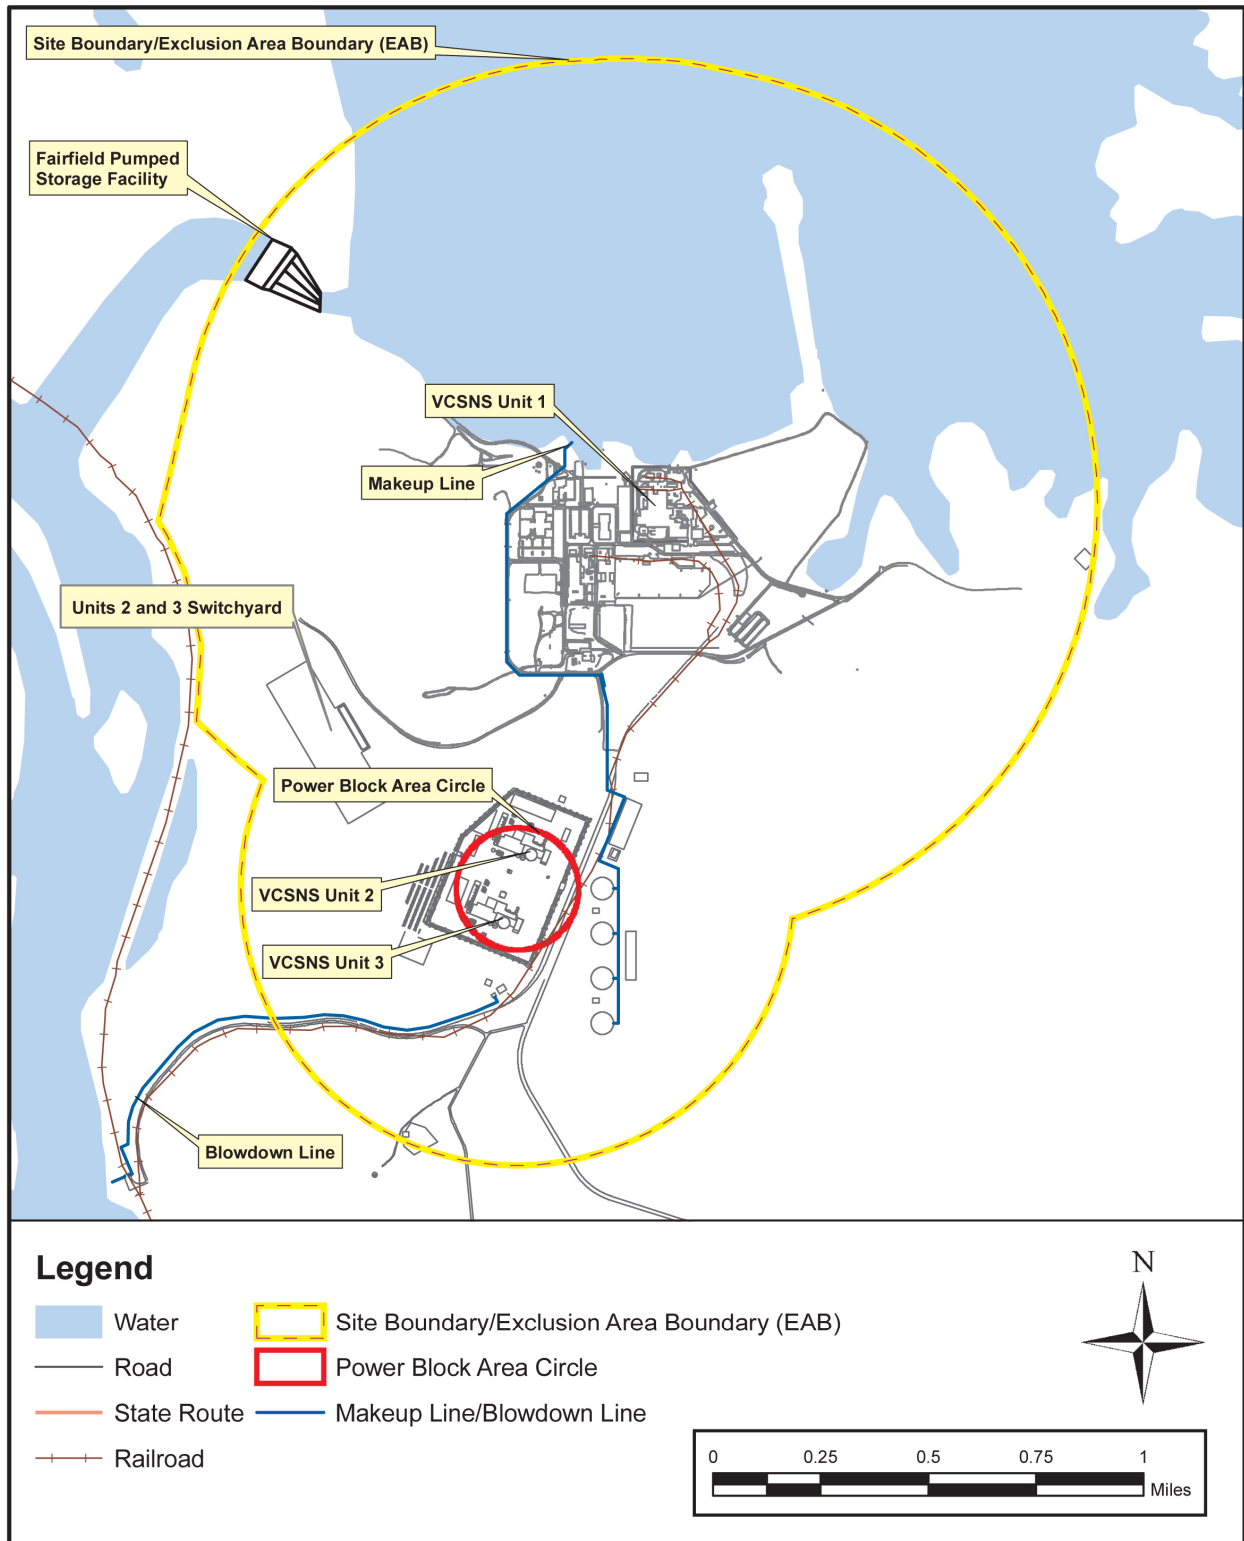 Site Boundary/Exclusion Area Boundary (EAB)
Fairfield Pumped
Storage Facility
VCSNS Unit 1
Makeup Line
Units 2 and 3 Switchyard
Power Block Area Circle
VCSNS Unit 2
VCSNS Unit 3
Blowdown Line
Legend
Water
Road
State Route
Railroad
Site Boundary/Exclusion Area Boundary (EAB)
Power Block Area Circle
Makeup Line/Blowdown Line
N
0 0.25 0.5 0.75 1
Miles